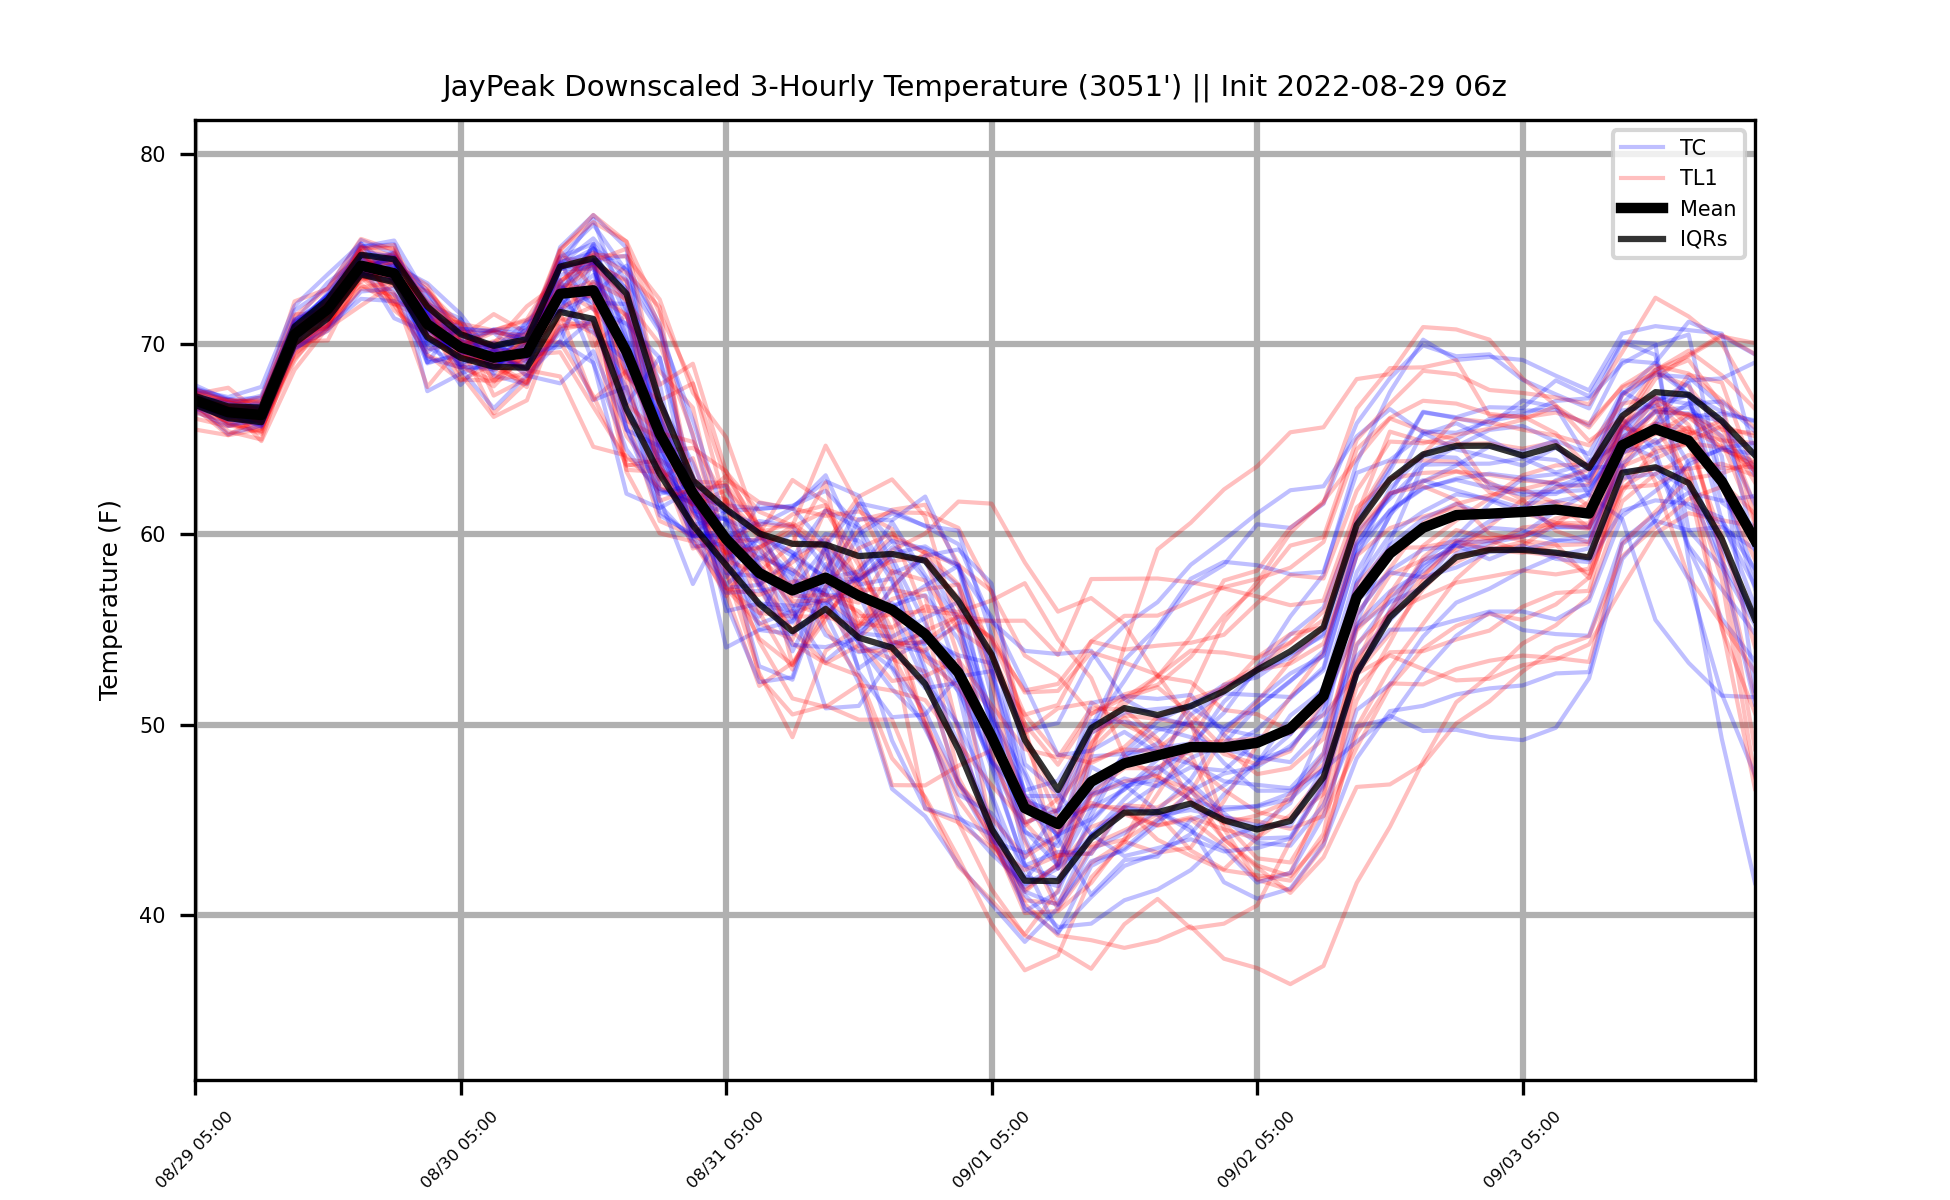 JayPeak Downscaled 3-Hourly Temperature (3051') || Init 2022-08-29 06z
TC
TL1
Mean
IQRs
Temperature (F)
80
70
60
50
40
08/29 05:00
08/30 05:00
08/31 05:00
09/01 05:00
09/02 05:00
09/03 05:00